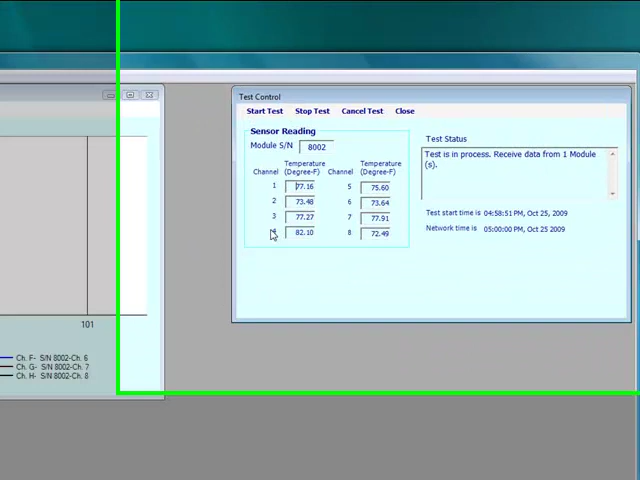 Test Control
Start Test Stop Test Cancel Test Close
Sensor Reading
Module S/N 8002
Test Status
Test is in process. Receive data from 1 Module
(s).
Temperature Temperature
Channel (Degree-F) Channel (Degree-F)
1 77.16 5 75.60
2 73.48 6 73.64
3 77.27 7 77.91
4 82.10 8 72.49
Test start time is 04:58:51 PM, Oct 25, 2009
Network time is 05:00:00 PM, Oct 25 2009
101
Ch. F- S/N 8002-Ch. 6
Ch. G- S/N 8002-Ch. 7
Ch. H- S/N 8002-Ch. 8